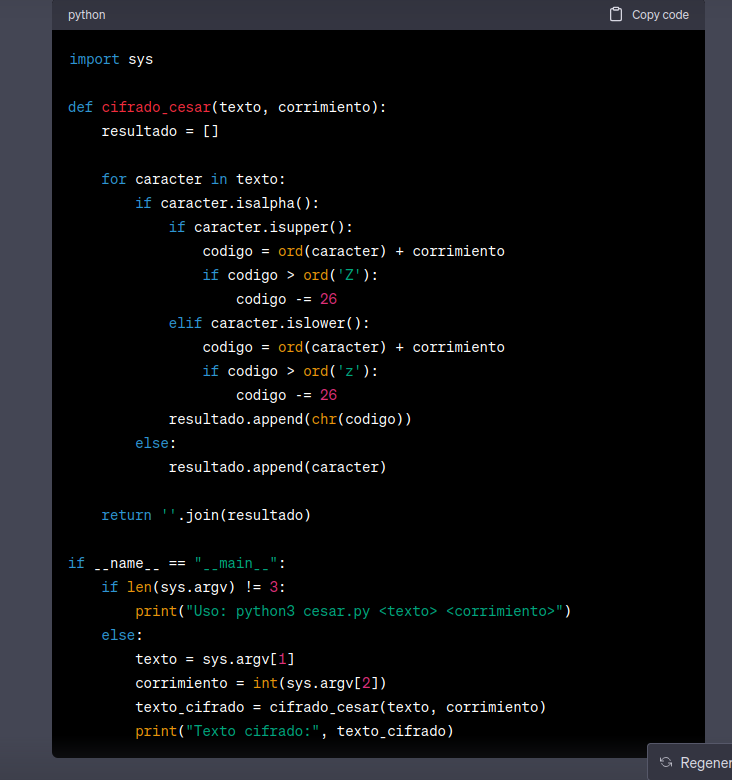 python
Copy code
import sys
def cifrado_cesar(texto, corrimiento):
    resultado = []
    for caracter in texto:
        if caracter.isalpha():
            if caracter.isupper():
                codigo = ord(caracter) + corrimiento
                if codigo > ord('Z'):
                    codigo -= 26
            elif caracter.islower():
                codigo = ord(caracter) + corrimiento
                if codigo > ord('z'):
                    codigo -= 26
            resultado.append(chr(codigo))
        else:
            resultado.append(caracter)
    return ''.join(resultado)
if __name__ == "__main__":
    if len(sys.argv) != 3:
        print("Uso: python3 cesar.py <texto> <corrimiento>")
    else:
        texto = sys.argv[1]
        corrimiento = int(sys.argv[2])
        texto_cifrado = cifrado_cesar(texto, corrimiento)
        print("Texto cifrado:", texto_cifrado)
Regener